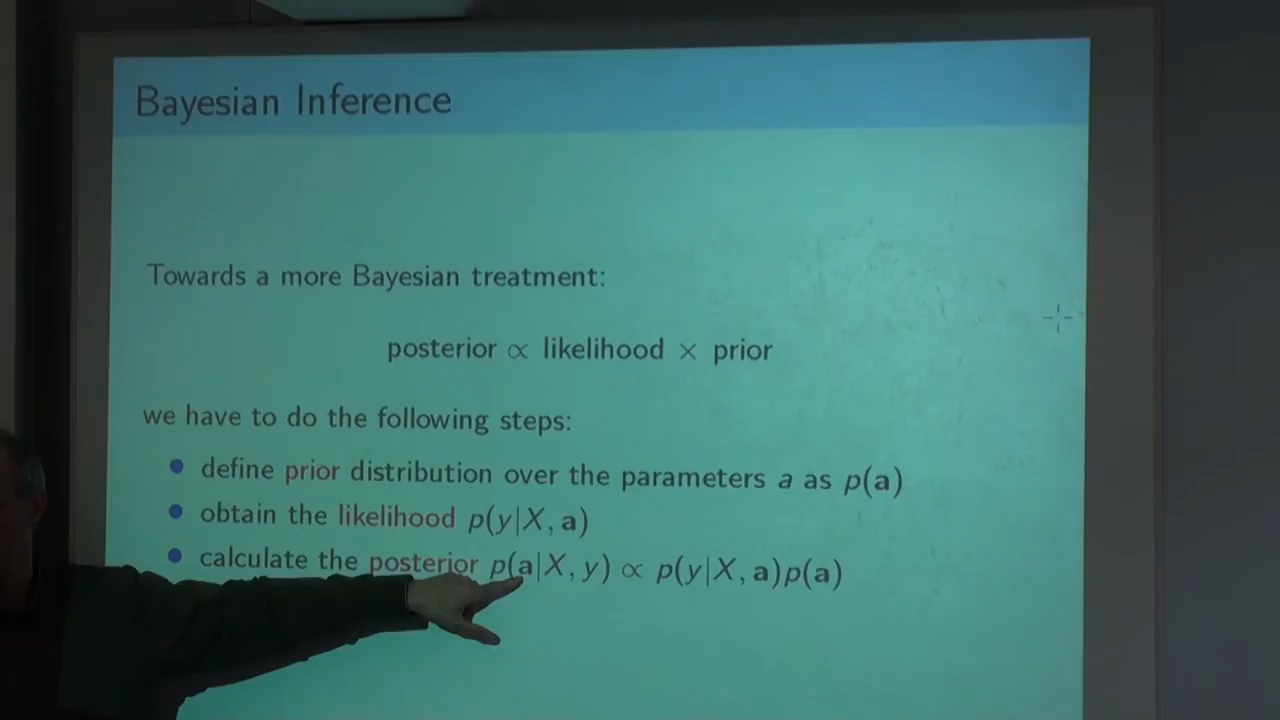 Bayesian Inference
Towards a more Bayesian treatment:
posterior ∝ likelihood × prior
we have to do the following steps:
• define prior distribution over the parameters a as p(a)
• obtain the likelihood p(y|X, a)
• calculate the posterior p(a|X, y) ∝ p(y|X, a)p(a)